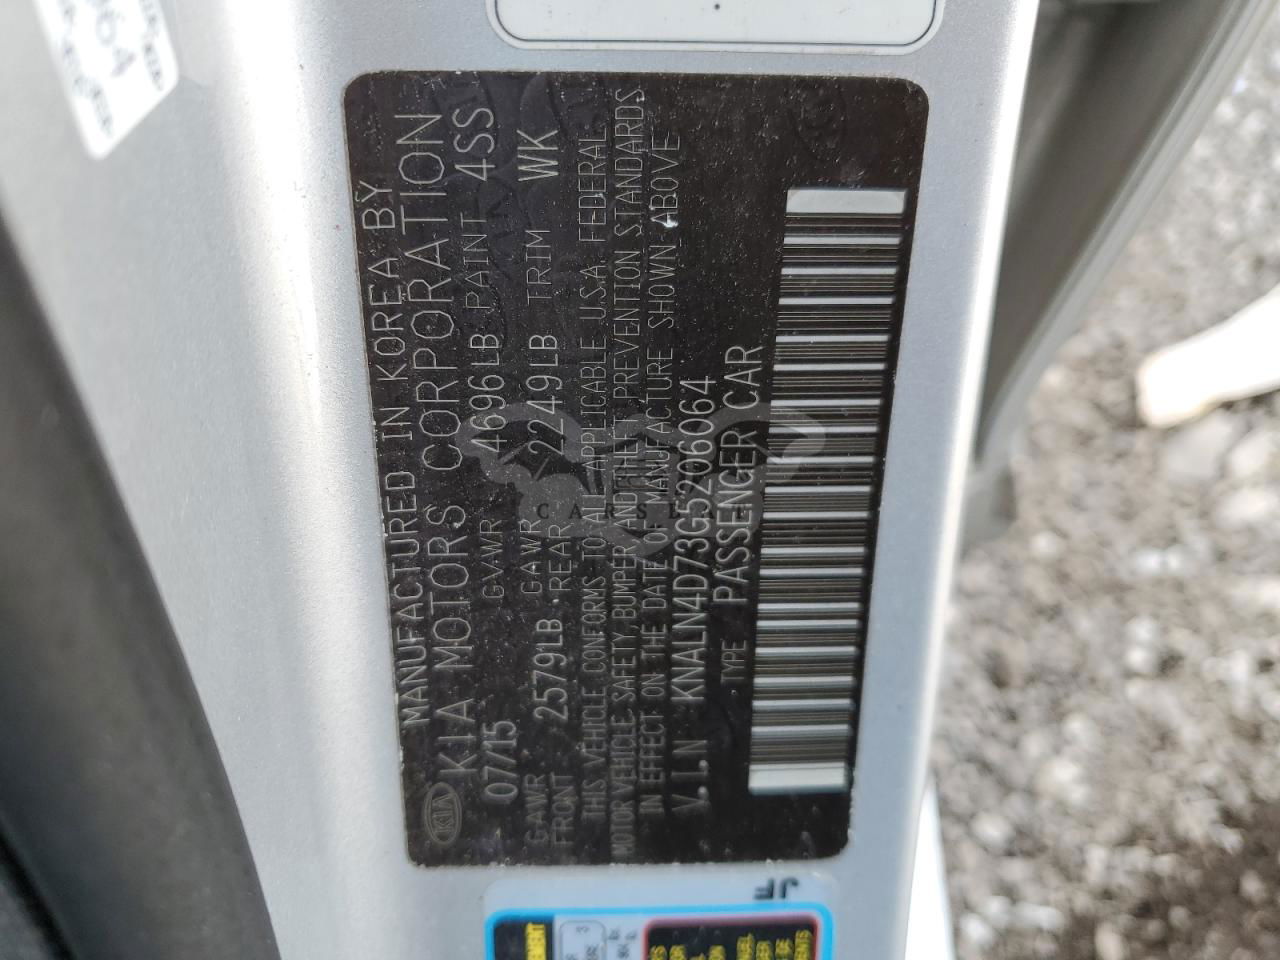 MANUFACTURED IN KOREA BY
KIA
KIA MOTORS CORPORATION
07/15 GVWR 4696LB PAINT 4SS
GAWR FRONT 2579LB GAWR REAR 2249LB TRIM WK
THIS VEHICLE CONFORMS TO ALL APPLICABLE U.S.A. FEDERAL
MOTOR VEHICLE SAFETY, BUMPER, AND THEFT PREVENTION STANDARDS
IN EFFECT ON THE DATE OF MANUFACTURE SHOWN ABOVE
V.I.N KNALN4D73G5206064
TYPE PASSENGER CAR
JF